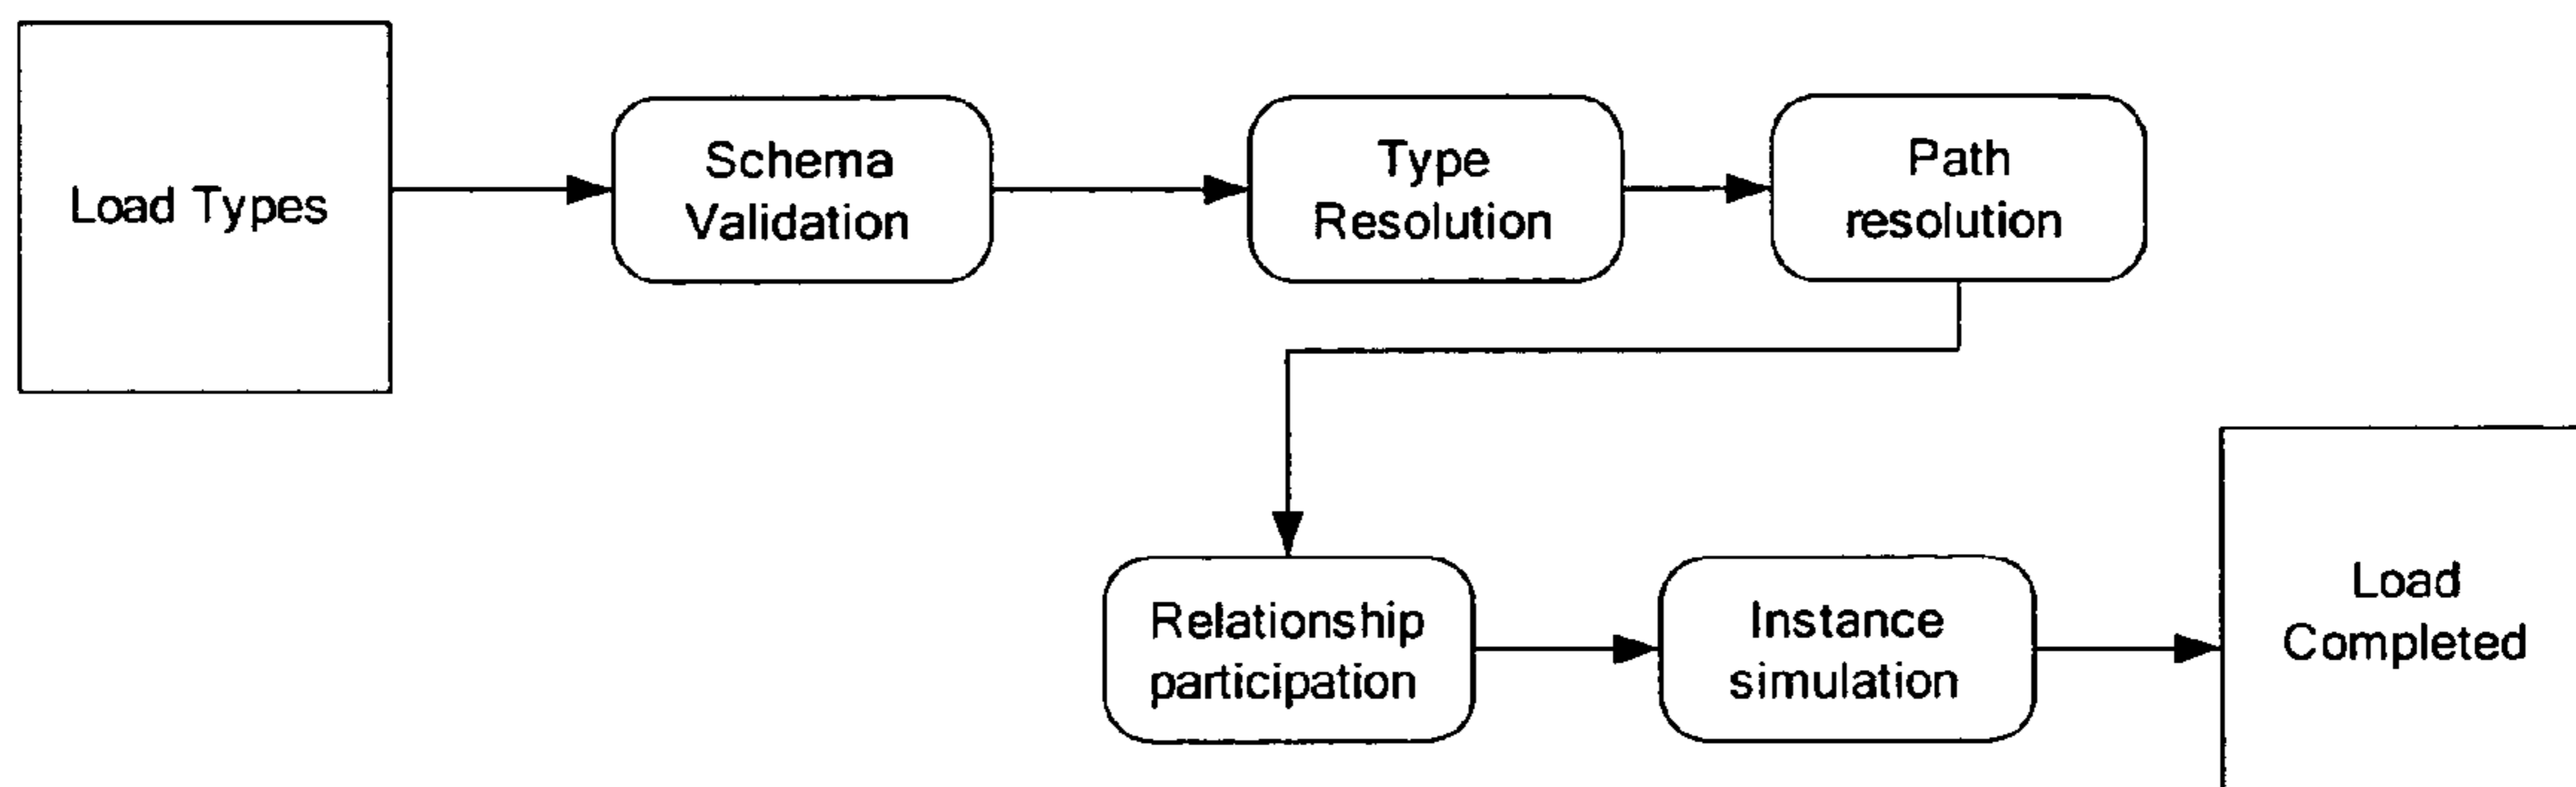 Load Types
Schema
Validation
Type
Resolution
Path
resolution
Relationship
participation
Instance
simulation
Load
Completed